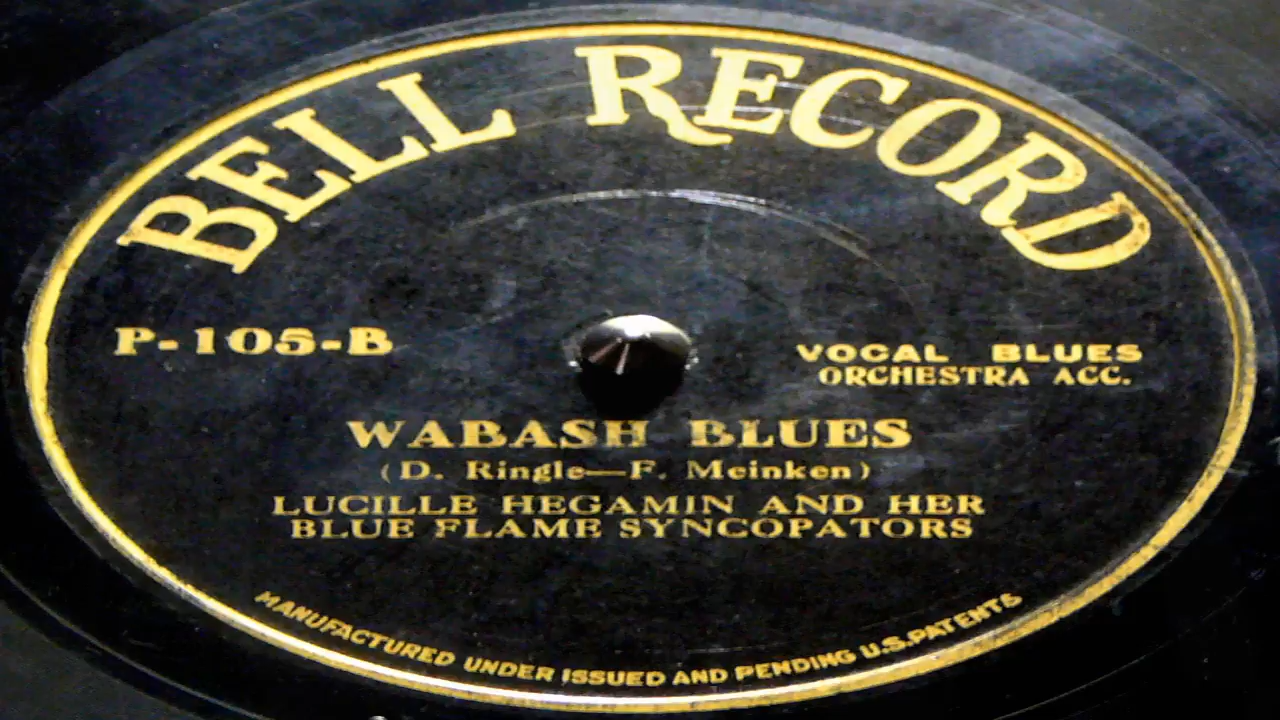 BELL RECORD
P-105-B
VOCAL BLUES
ORCHESTRA ACC.
WABASH BLUES
(D. Ringle—F. Meinken)
LUCILLE HEGAMIN AND HER
BLUE FLAME SYNCOPATORS
MANUFACTURED UNDER ISSUED AND PENDING U.S.PATENTS